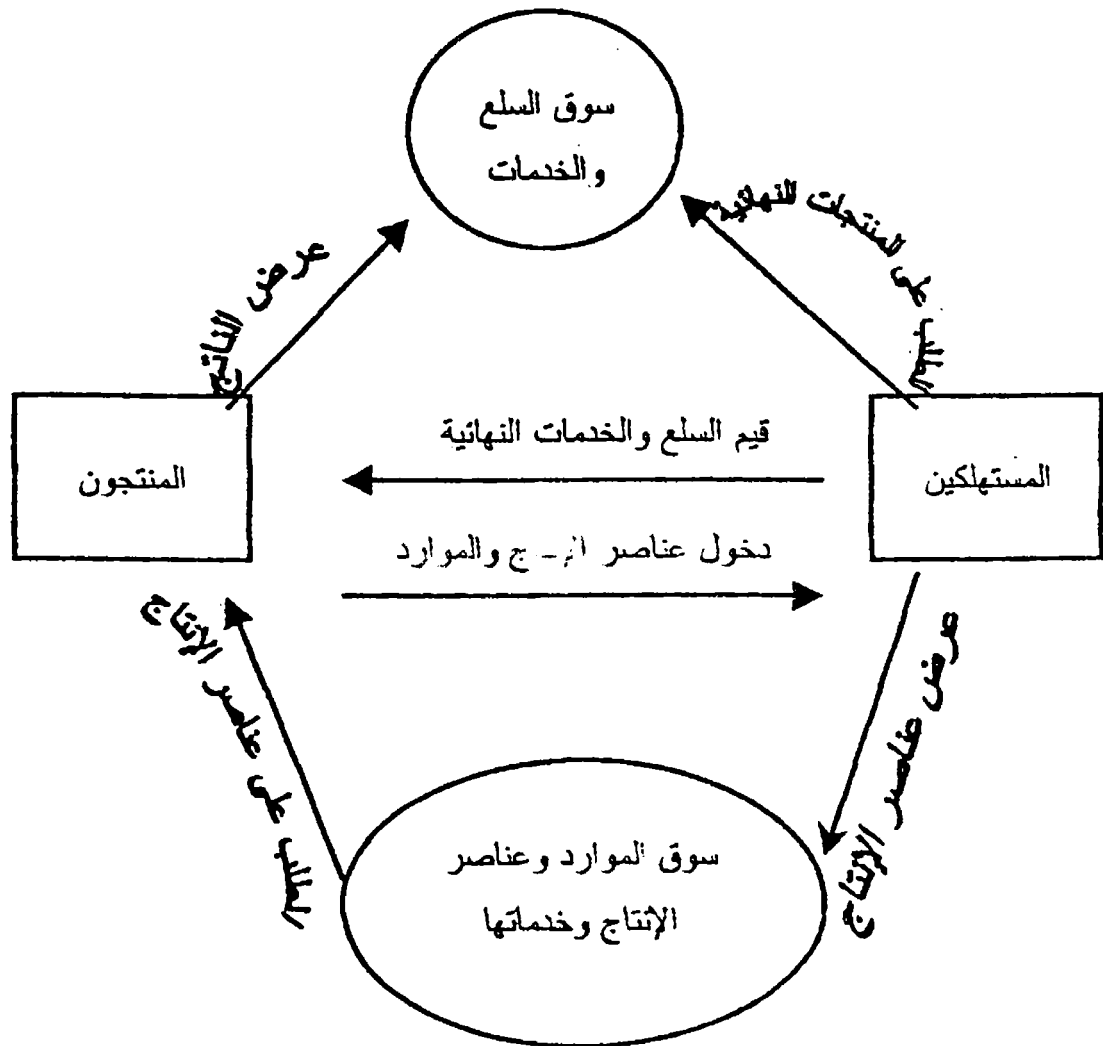 سوق السلع
والخدمات
عرض الناتج
الطلب على المنتجات النهائية
المنتجون
قيم السلع والخدمات النهائية
المستهلكين
دخول عناصر والموارد
الطلب على عناصر الإنتاج
عرض عناصر الإنتاج
سوق الموارد وعناصر
الإنتاج وخدماتها